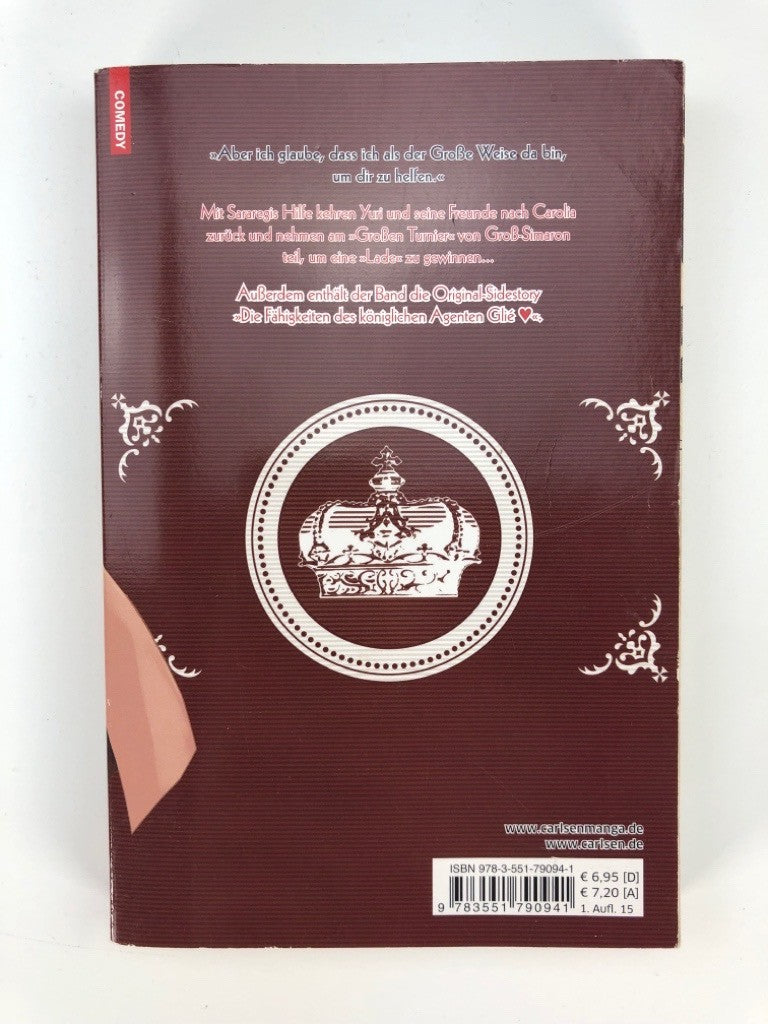 COMEDY
»Aber ich glaube, dass ich als der Große Weise da bin,
um dir zu helfen.«
Mit Sararegis Hilfe kehren Yuri und seine Freunde nach Carolia
zurück und nehmen am »Großen Turnier« von Groß-Simaron
teil, um eine »Lade« zu gewinnen...
Außerdem enthält der Band die Original-Sidestory
»Die Fähigkeiten des königlichen Agenten Glié ♥«.
www.carlsenmanga.de
www.carlsen.de
ISBN 978-3-551-79094-1
€ 6,95 [D]
€ 7,20 [A]
9 783551 790941
1. Aufl. 15